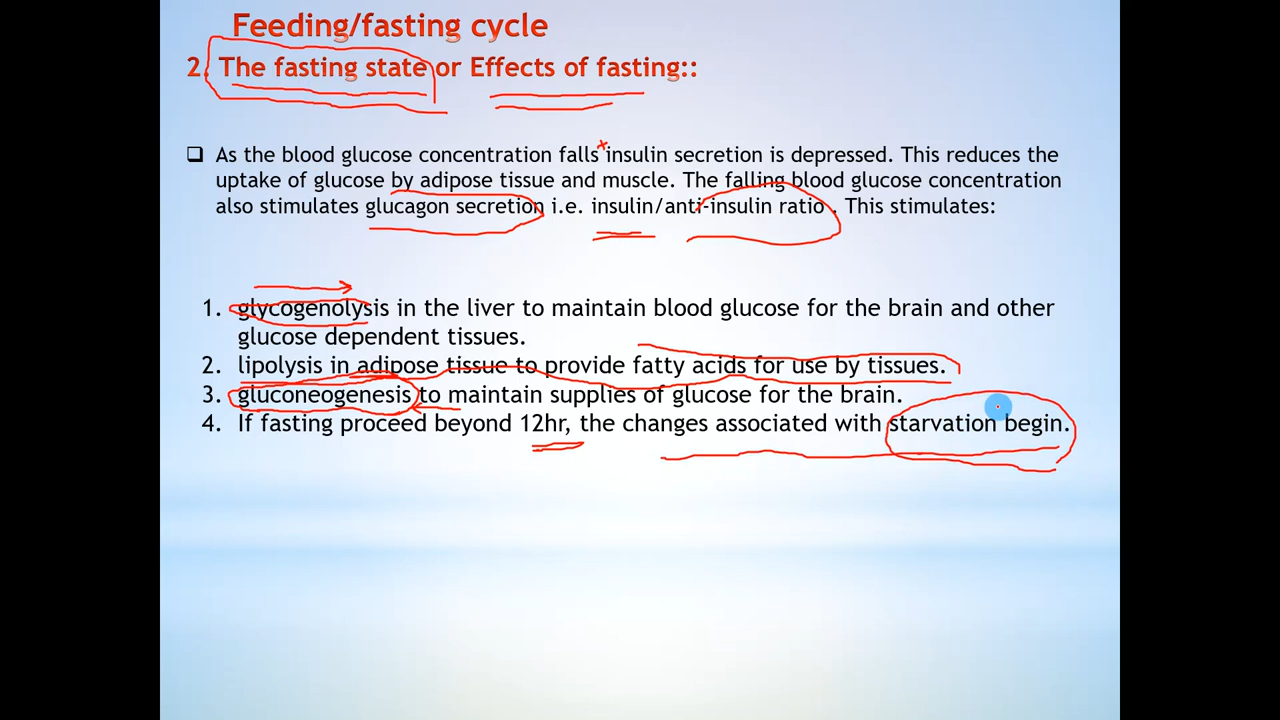 Feeding/fasting cycle
2. The fasting state or Effects of fasting::
❑ As the blood glucose concentration falls insulin secretion is depressed. This reduces the
uptake of glucose by adipose tissue and muscle. The falling blood glucose concentration
also stimulates glucagon secretion i.e. insulin/anti-insulin ratio . This stimulates:
1. glycogenolysis in the liver to maintain blood glucose for the brain and other
glucose dependent tissues.
2. lipolysis in adipose tissue to provide fatty acids for use by tissues.
3. gluconeogenesis to maintain supplies of glucose for the brain.
4. If fasting proceed beyond 12hr, the changes associated with starvation begin.